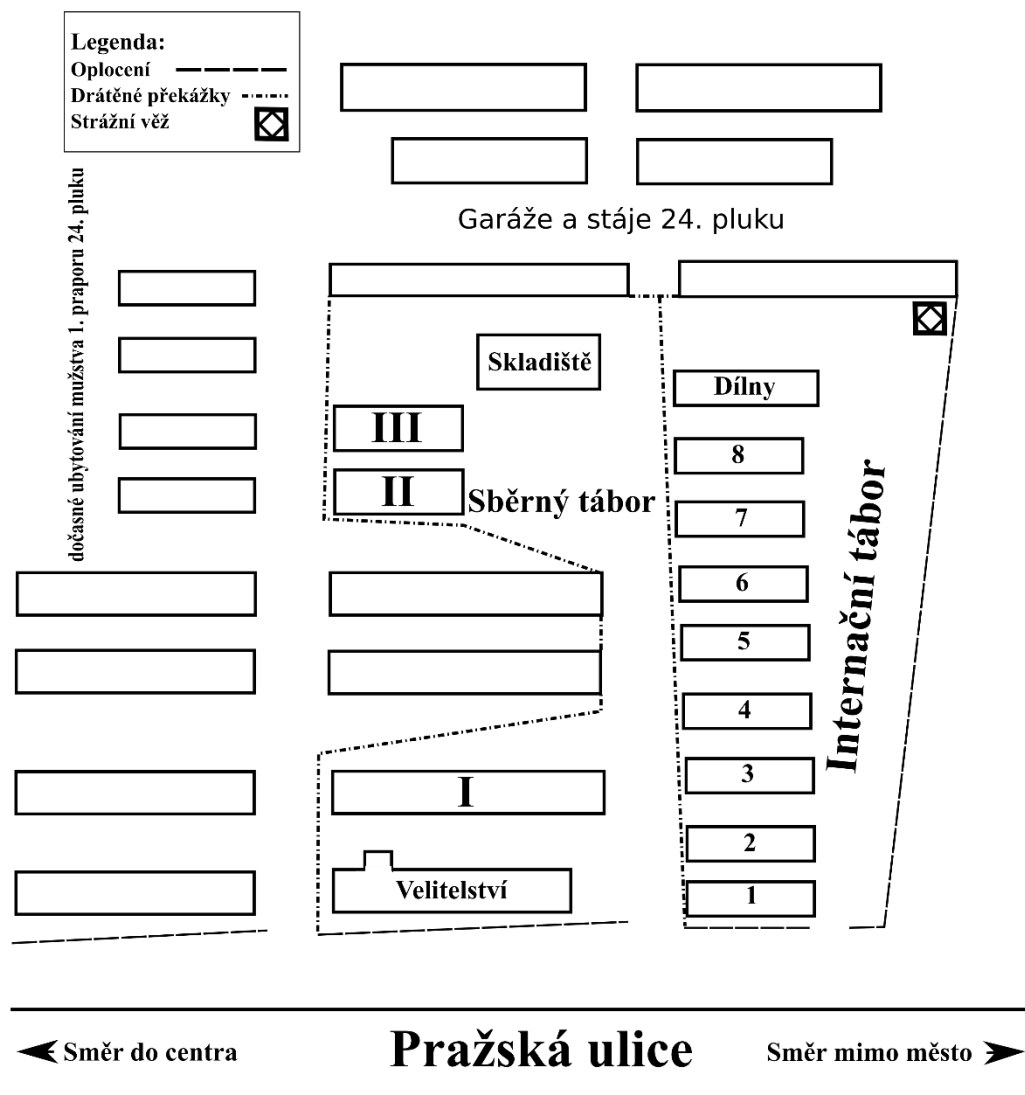 Legenda:
Oplocení
Drátěné překážky
Strážní věž
Garáže a stáje 24. pluku
dočasné ubytování mužstva 1. praporu 24. pluku
Skladiště
III
II
Sběrný tábor
I
Velitelství
Dílny
8
7
6
5
4
3
2
1
Internační tábor
Směr do centra
Pražská ulice
Směr mimo město